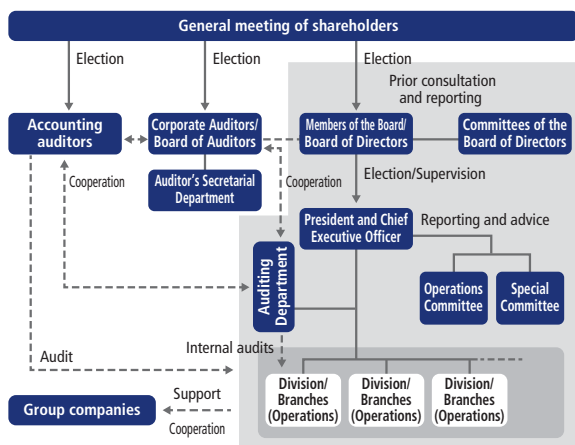 General meeting of shareholders
Election
Election
Election
Prior consultation
and reporting
Accounting
auditors
Corporate Auditors/
Board of Auditors
Members of the Board/
Board of Directors
Committees of the
Board of Directors
Cooperation
Auditor's Secretarial
Department
Cooperation
Election/Supervision
President and Chief
Executive Officer
Reporting and advice
Auditing
Department
Operations
Committee
Special
Committee
Internal audits
Audit
Division/
Branches
(Operations)
Division/
Branches
(Operations)
Division/
Branches
(Operations)
Group companies
Support
Cooperation